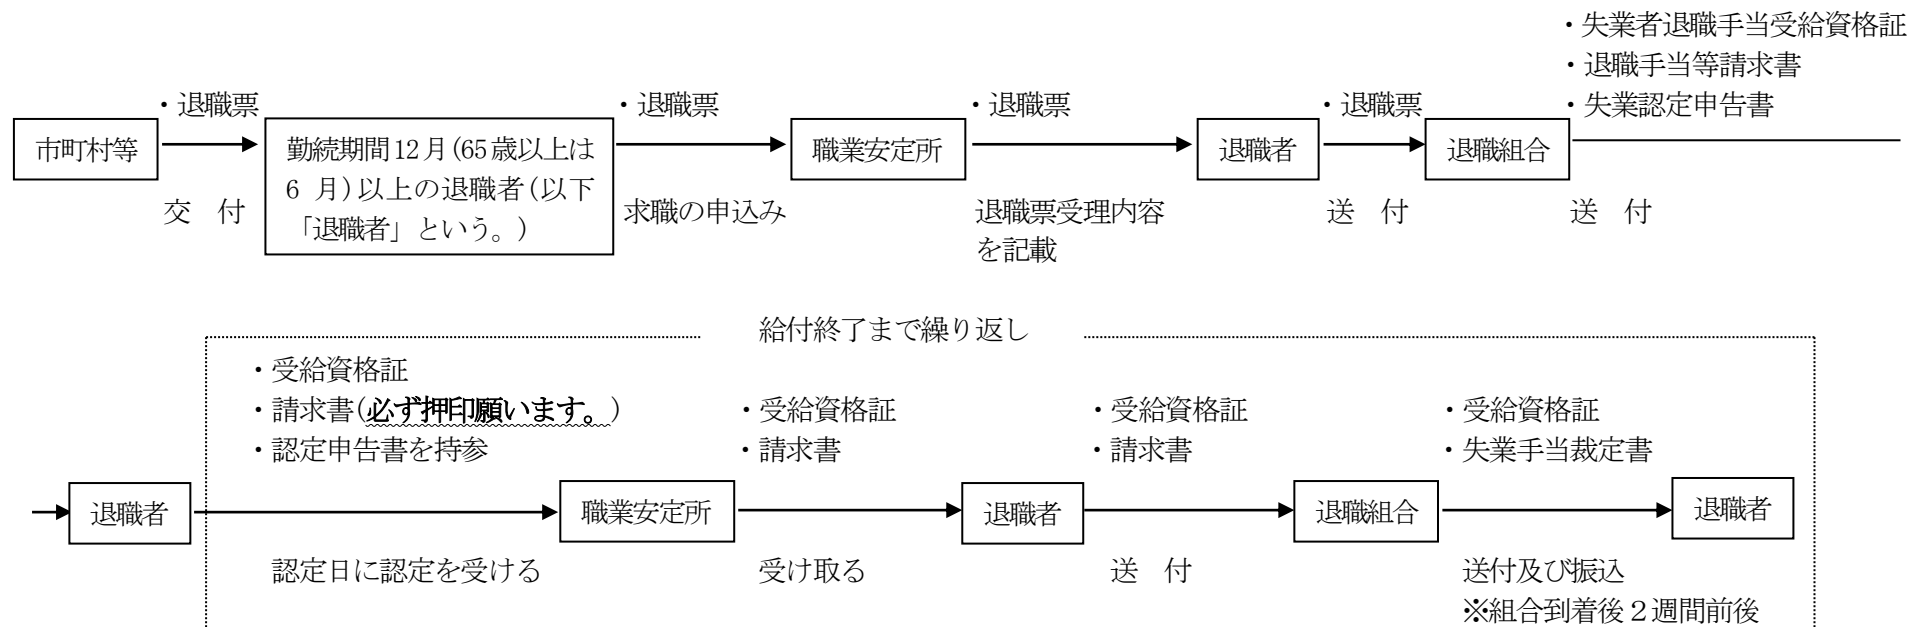 ・失業者退職手当受給資格証
・退職手当等請求書
・失業認定申告書
・退職票
・退職票
・退職票
・退職票
市町村等
勤続期間12月(65歳以上は
6 月)以上の退職者(以下
「退職者」という。)
職業安定所
退職者
退職組合
交 付
求職の申込み
退職票受理内容
を記載
送 付
送 付
給付終了まで繰り返し
・受給資格証
・請求書(必ず押印願います。)
・認定申告書を持参
・受給資格証
・請求書
・受給資格証
・請求書
・受給資格証
・失業手当裁定書
退職者
職業安定所
退職者
退職組合
退職者
認定日に認定を受ける
受け取る
送 付
送付及び振込
※組合到着後2週間前後